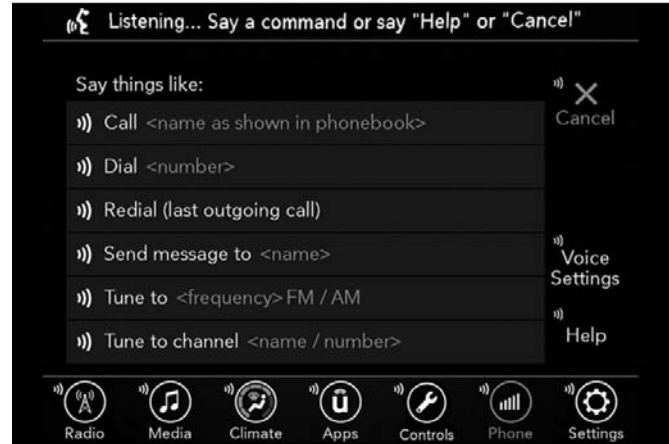 Listening... Say a command or say "Help" or "Cancel"
Say things like:
Call <name as shown in phonebook>
Dial <number>
Redial (last outgoing call)
Send message to <name>
Tune to <frequency> FM / AM
Tune to channel <name / number>
Cancel
Voice
Settings
Help
ū
Radio Media Climate Apps Controls Phone Settings